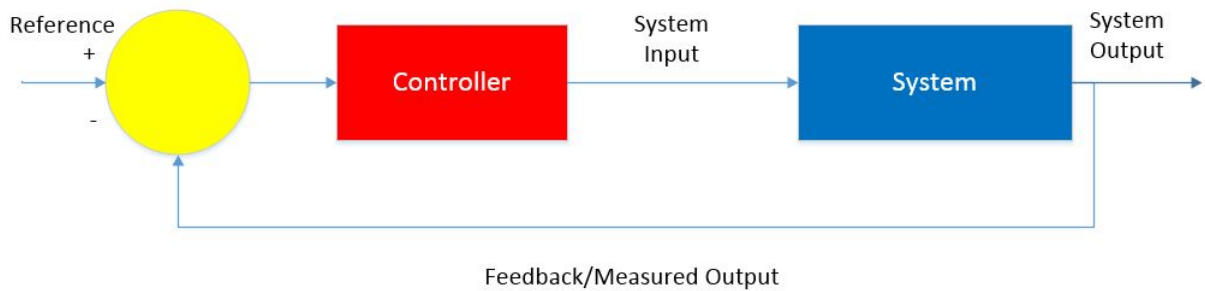 Reference
+
-
Controller
System
Input
System
System
Output
Feedback/Measured Output